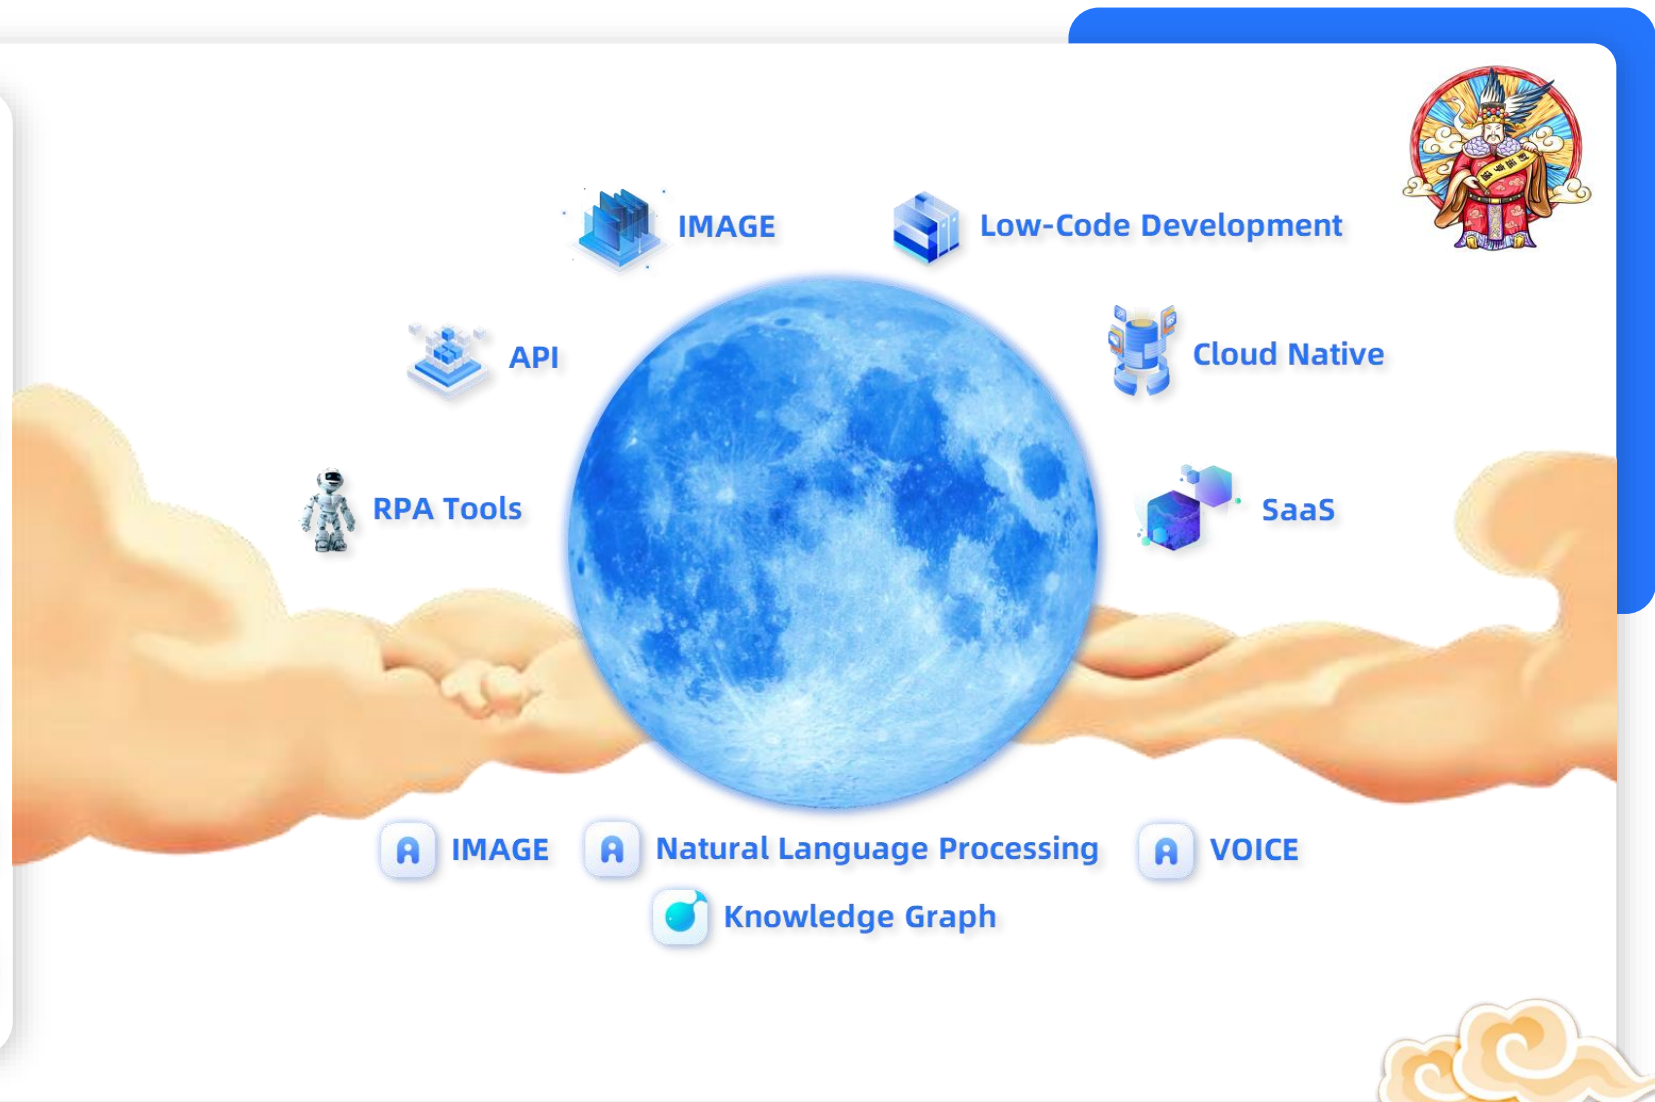 IMAGE
Low-Code Development
API
Cloud Native
RPA Tools
SaaS
IMAGE
Natural Language Processing
VOICE
Knowledge Graph